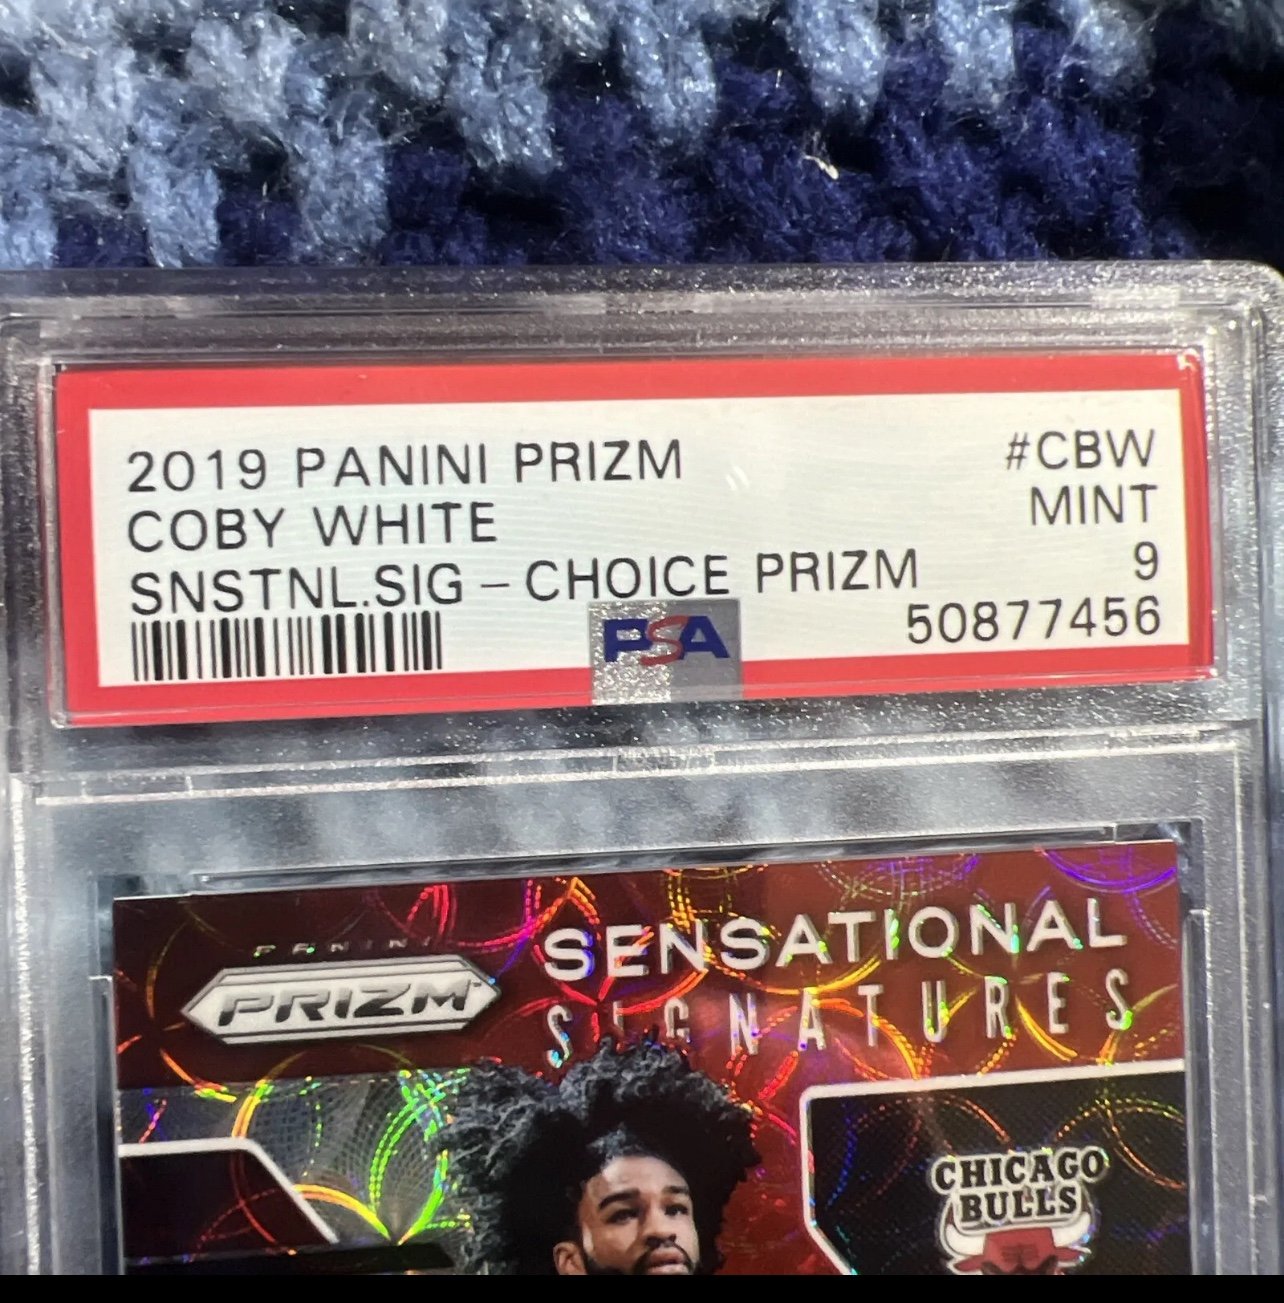 2019 PANINI PRIZM #CBW
COBY WHITE MINT
SNSTNL.SIG - CHOICE PRIZM 9
PSA 50877456
PANINI
PRIZM
SENSATIONAL
SIGNATURES
CHICAGO
BULLS